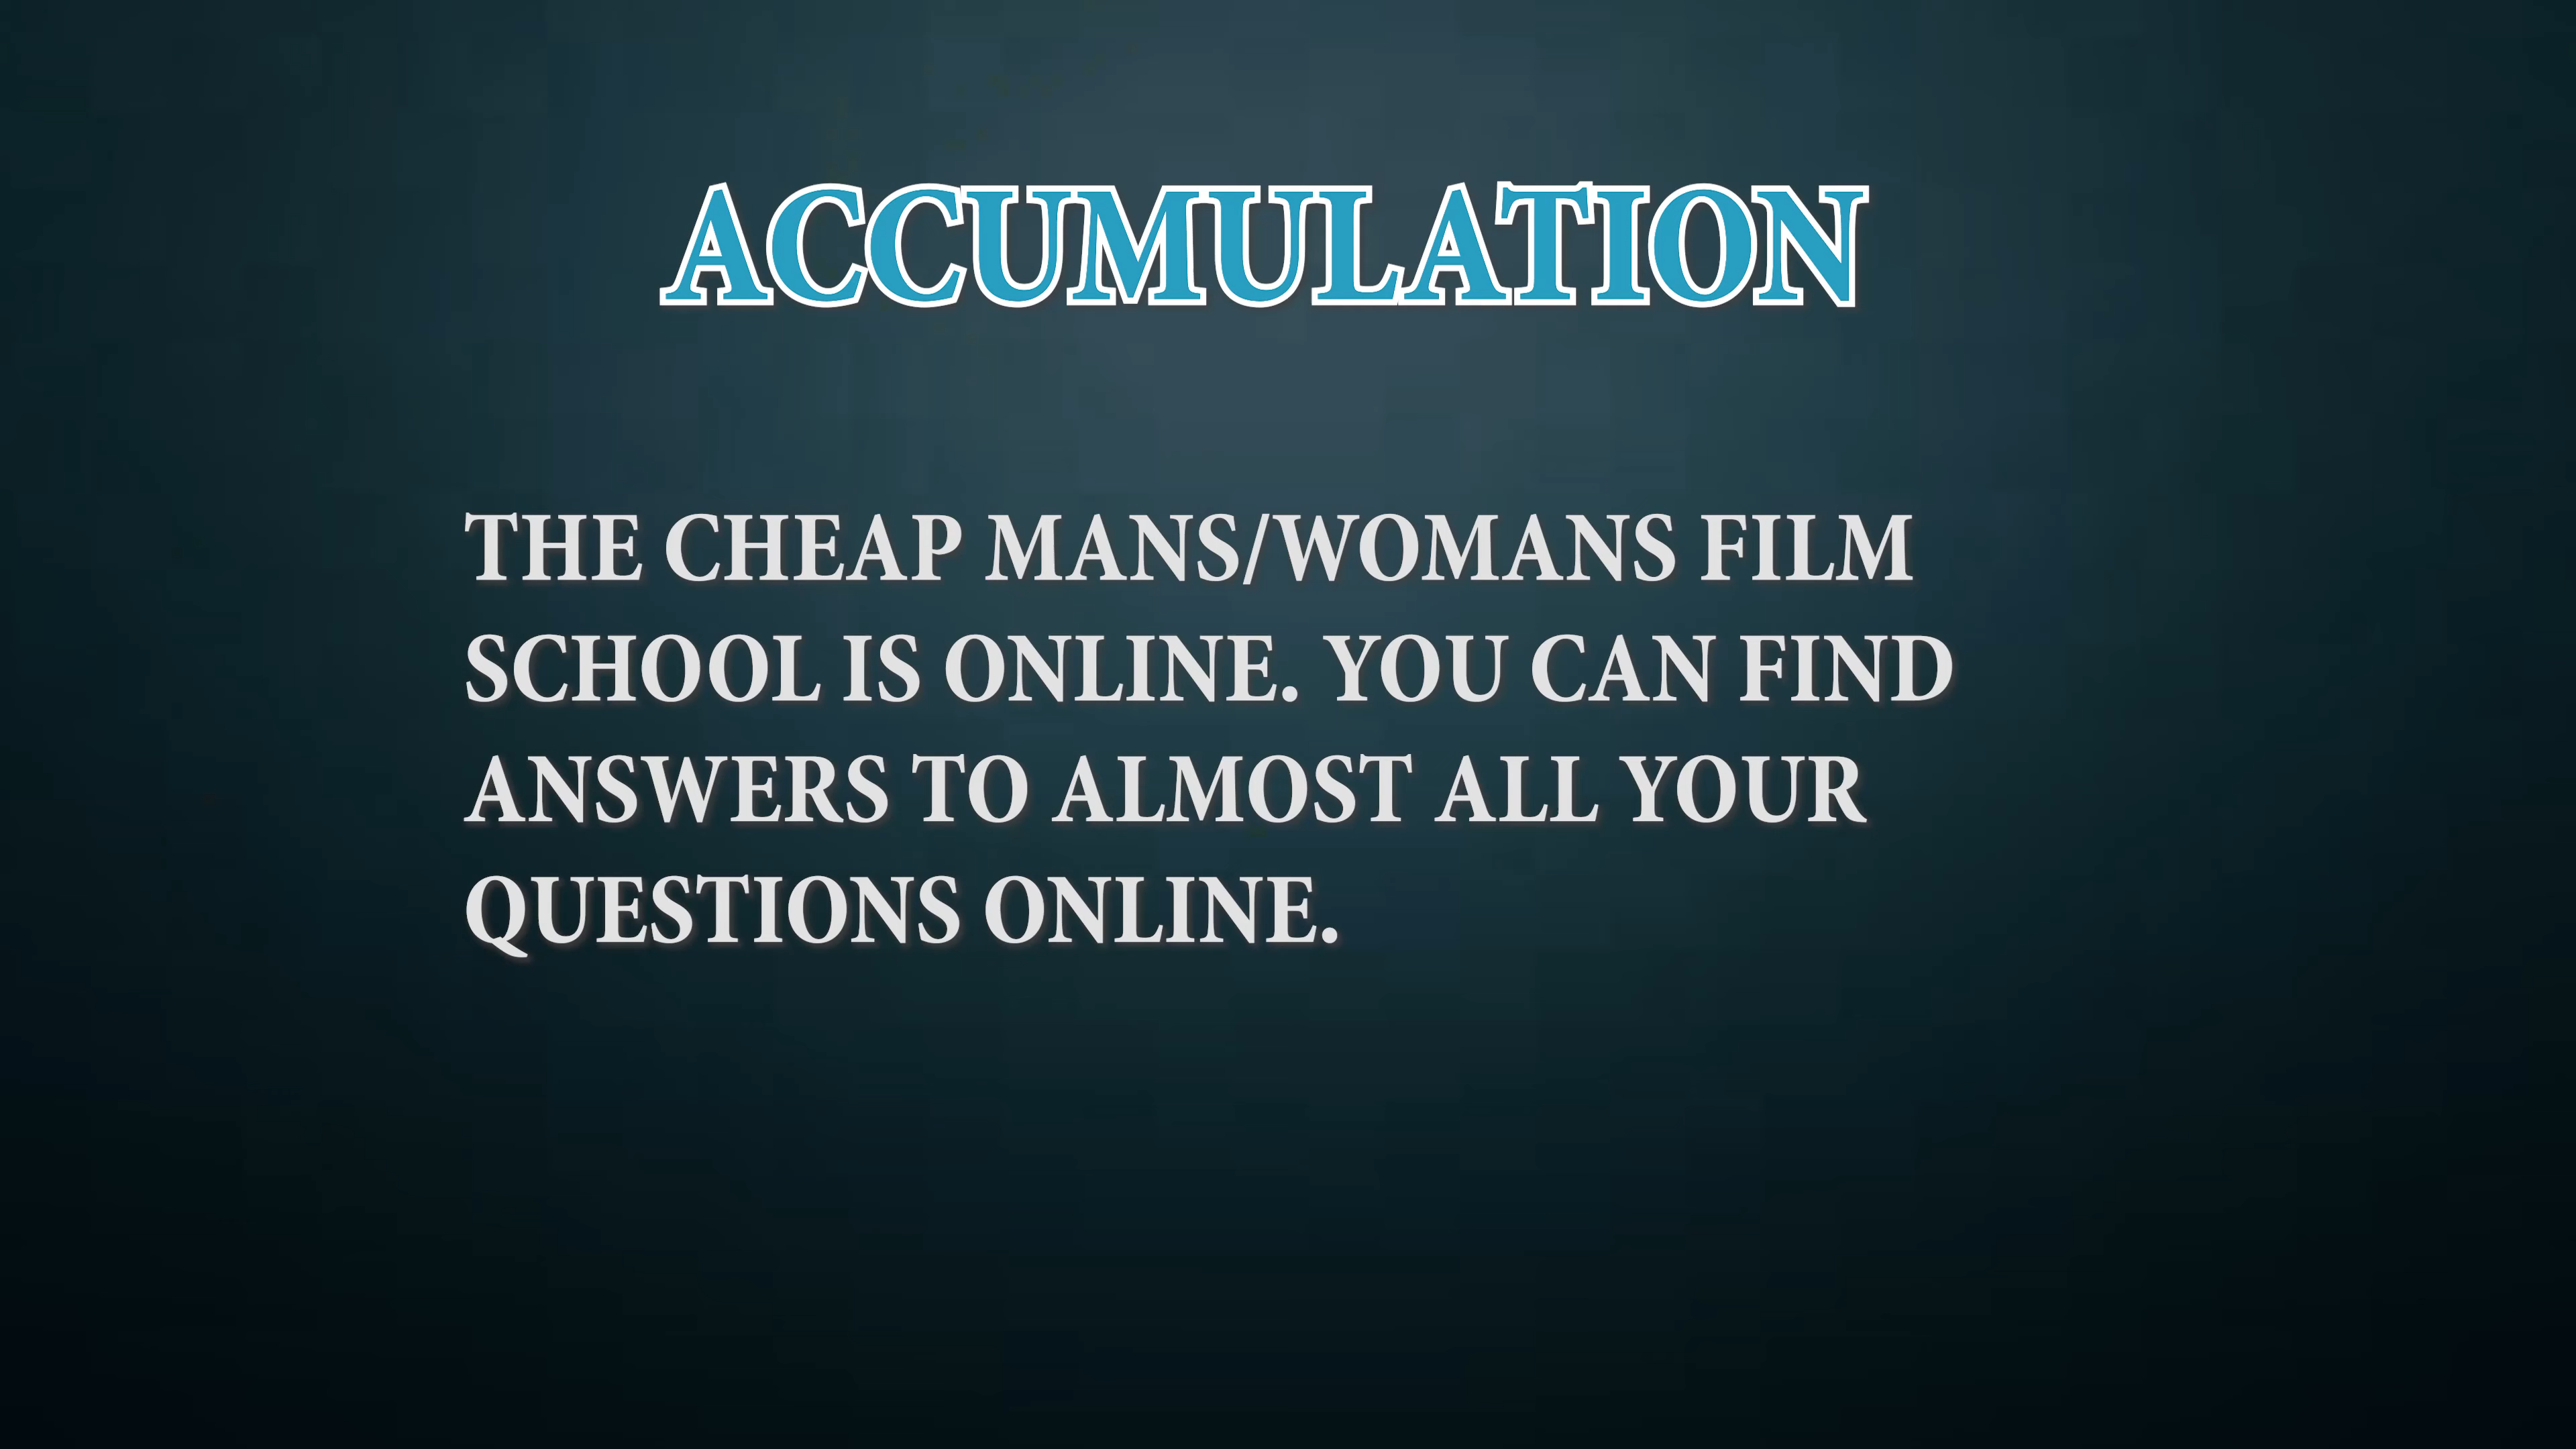 ACCUMULATION
THE CHEAP MANS/WOMANS FILM
SCHOOL IS ONLINE. YOU CAN FIND
ANSWERS TO ALMOST ALL YOUR
QUESTIONS ONLINE.